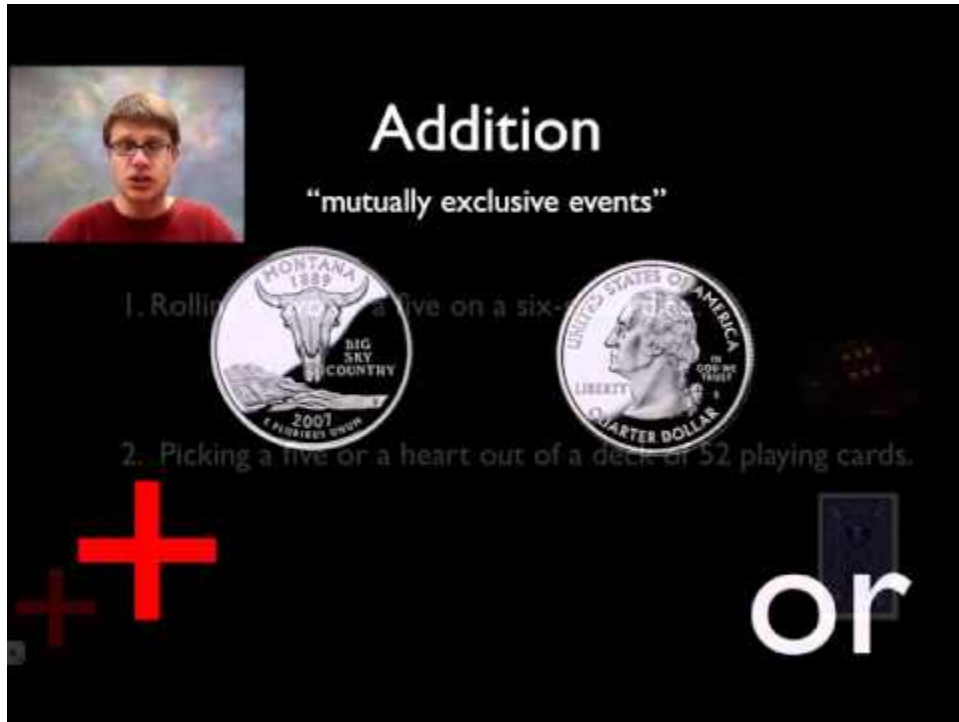 Addition
“mutually exclusive events”
MONTANA
1889
BIG
SKY
COUNTRY
2007
E PLURIBUS UNUM
UNITED STATES OF AMERICA
IN
GOD WE
TRUST
LIBERTY
QUARTER DOLLAR
1. Rolling a five on a six-
2. Picking a five or a heart out of a deck of 52 playing cards.
+
+
or